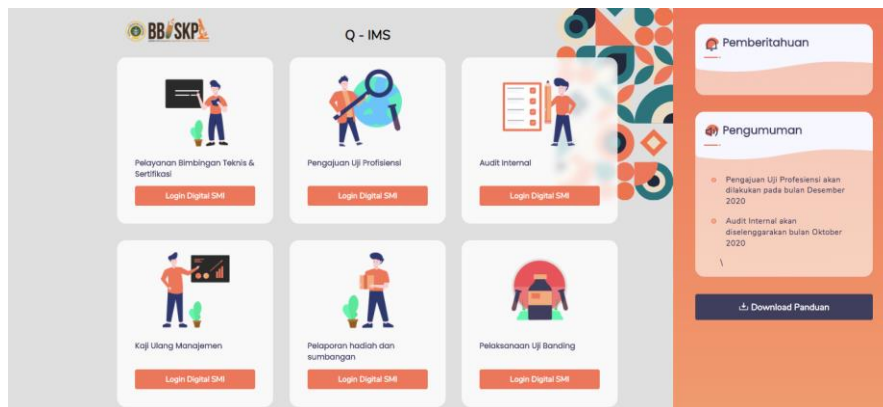 BB/SKP
Q - IMS
Pelayanan Bimbingan Teknis &
Sertifikasi
Login Digital SMI
Pengajuan Uji Profisiensi
Login Digital SMI
Audit Internal
Login Digital SMI
Kaji Ulang Manajemen
Login Digital SMI
Pelaporan hadiah dan
sumbangan
Login Digital SMI
Pelaksanaan Uji Banding
Login Digital SMI
Pemberitahuan
Pengumuman
Pengajuan Uji Profesiensi akan
dilakukan pada bulan Desember
2020
Audit Internal akan
diselenggarakan bulan Oktober
2020
\
Download Panduan